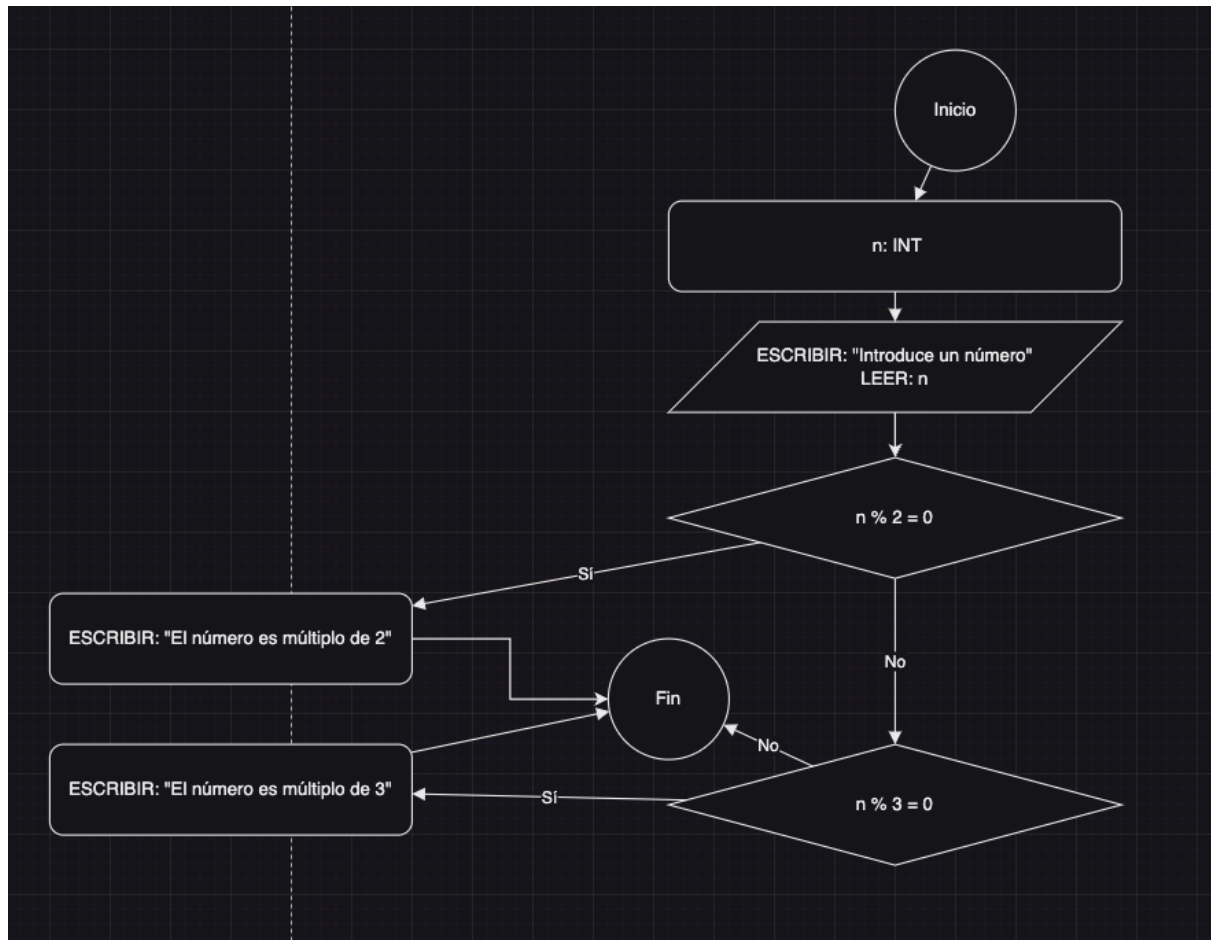 Inicio
n: INT
ESCRIBIR: "Introduce un número"
LEER: n
n % 2 = 0
Sí
ESCRIBIR: "El número es múltiplo de 2"
No
Fin
No
ESCRIBIR: "El número es múltiplo de 3"
Sí
n % 3 = 0